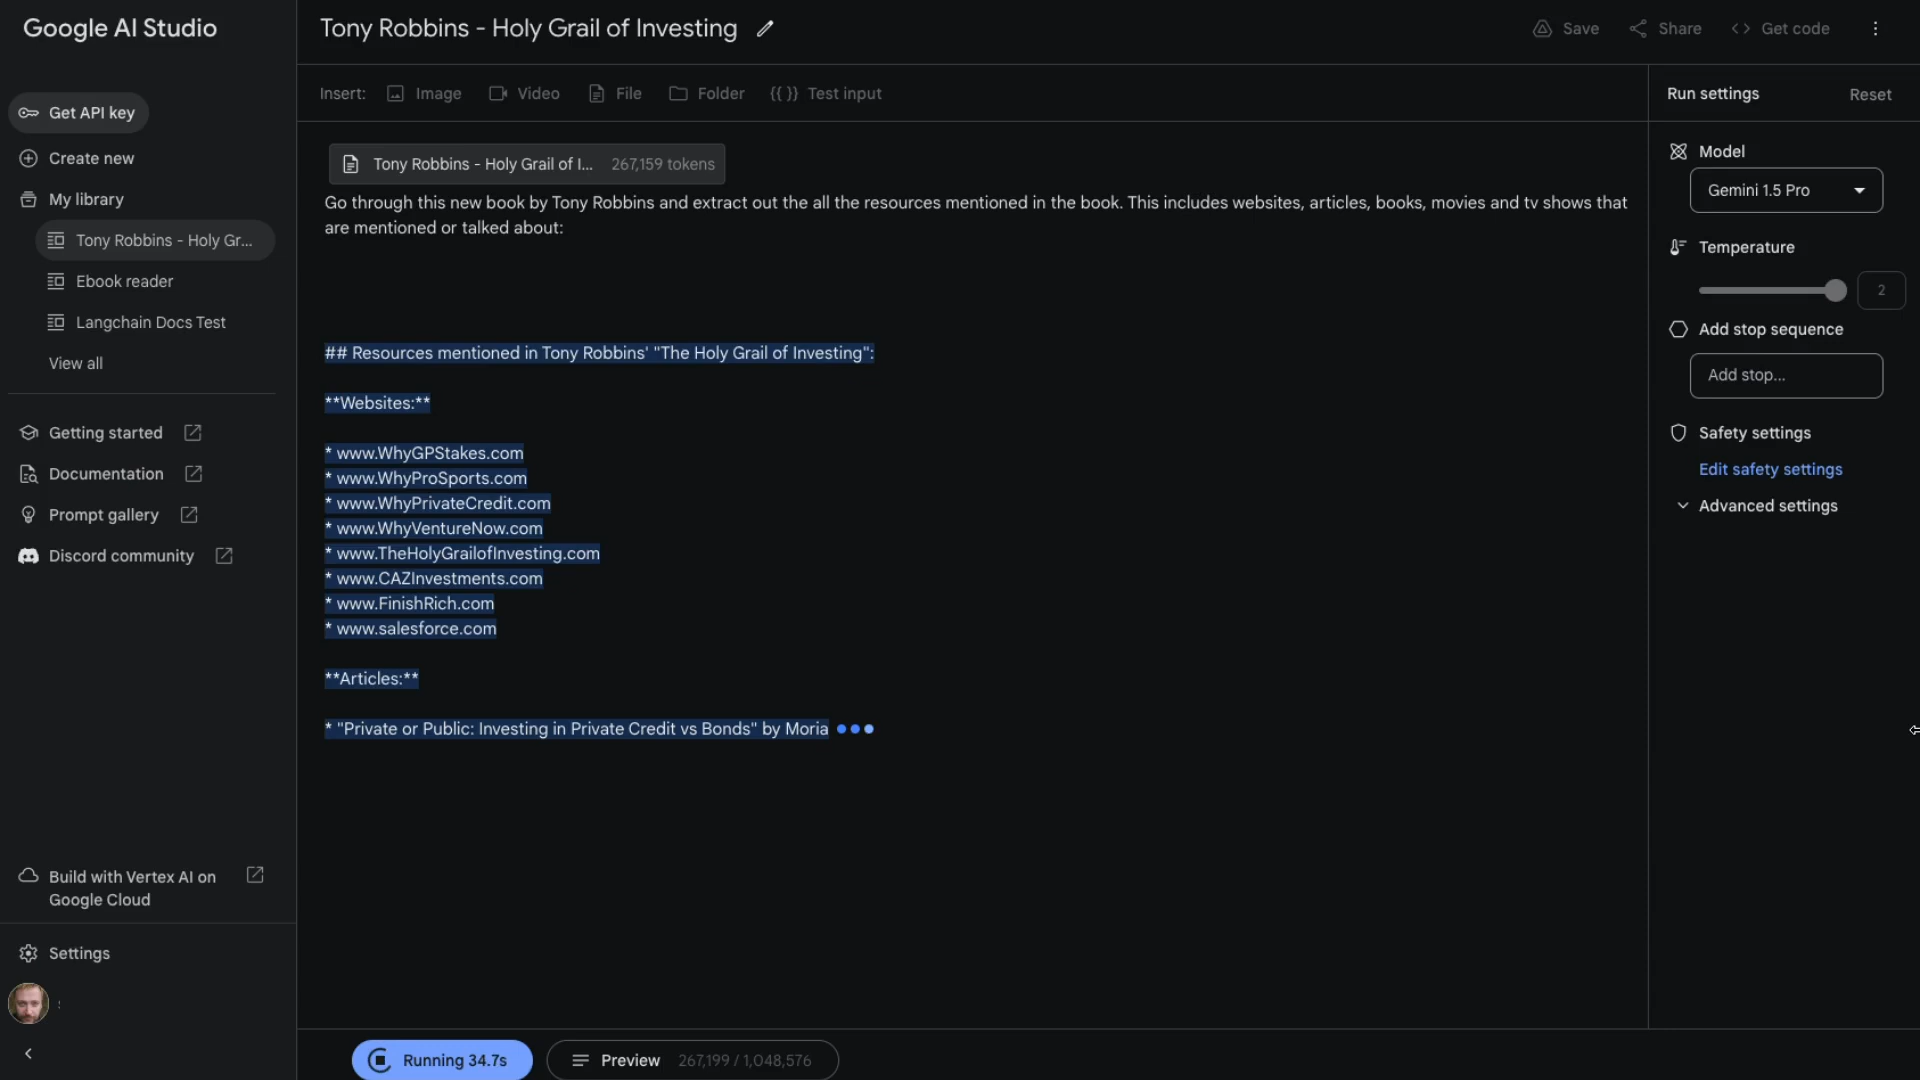 Google AI Studio
Tony Robbins - Holy Grail of Investing
Save
Share
Get code
Get API key
Create new
My library
Tony Robbins - Holy Gr...
Ebook reader
Langchain Docs Test
View all
Getting started
Documentation
Prompt gallery
Discord community
Build with Vertex AI on
Google Cloud
Settings
Insert:
Image
Video
File
Folder
{{ }} Test input
Tony Robbins - Holy Grail of I... 267,159 tokens
Go through this new book by Tony Robbins and extract out the all the resources mentioned in the book. This includes websites, articles, books, movies and tv shows that
are mentioned or talked about:
## Resources mentioned in Tony Robbins' "The Holy Grail of Investing":
**Websites:**
* www.WhyGPStakes.com
* www.WhyProSports.com
* www.WhyPrivateCredit.com
* www.WhyVentureNow.com
* www.TheHolyGrailofInvesting.com
* www.CAZInvestments.com
* www.FinishRich.com
* www.salesforce.com
**Articles:**
* "Private or Public: Investing in Private Credit vs Bonds" by Moria
Running 34.7s
Preview 267,199 / 1,048,576
Run settings
Reset
Model
Gemini 1.5 Pro
Temperature
2
Add stop sequence
Add stop...
Safety settings
Edit safety settings
Advanced settings